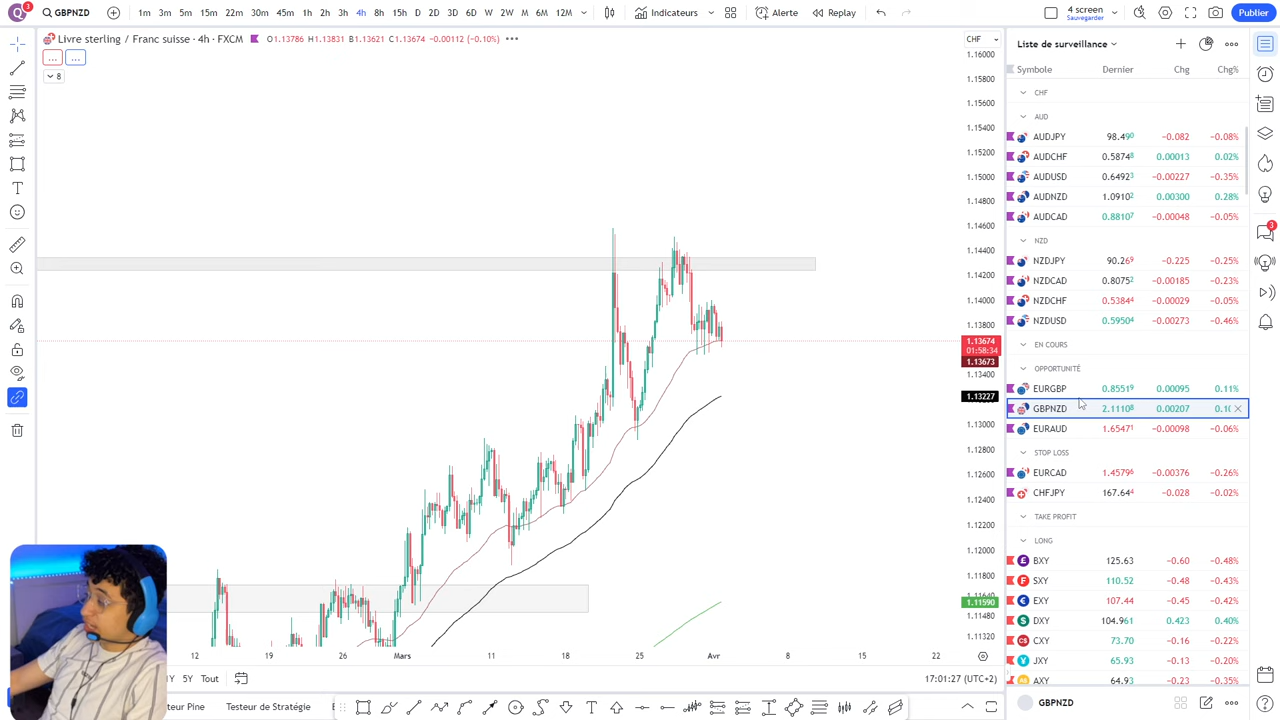 Q 3 GBPNZD 1m 3m 5m 15m 22m 30m 45m 1h 2h 3h 4h 8h 15h D 2D 6D W 2W M 6M 12M Indicateurs Alerte Replay 4 screen Publier
Sauvegarder
Livre sterling / Franc suisse · 4h · FXCM O1.13786 H1.13831 B1.13621 C1.13674 −0.00112 (−0.10%)
CHF
8
1.16000
1.15800
1.15600
1.15400
1.15200
1.15000
1.14800
1.14600
1.14400
1.14200
1.14000
1.13800
1.13674
01:58:34
1.13673
1.13400
1.13227
1.13000
1.12800
1.12600
1.12400
1.12200
1.12000
1.11800
1.11640
1.11590
1.11480
1.11320
12 19 26 Mars 11 18 25 Avr 8 15 22
1Y 5Y Tout 17:01:27 (UTC+2)
Testeur de Stratégie
Liste de surveillance
Symbole Dernier Chg Chg%
CHF
AUD
AUDJPY 98.490 −0.082 −0.08%
AUDCHF 0.58748 0.00013 0.02%
AUDUSD 0.64923 −0.00227 −0.35%
AUDNZD 1.09102 0.00300 0.28%
AUDCAD 0.88107 −0.00048 −0.05%
NZD
NZDJPY 90.269 −0.225 −0.25%
NZDCAD 0.80752 −0.00185 −0.23%
NZDCHF 0.53844 −0.00029 −0.05%
NZDUSD 0.59504 −0.00273 −0.46%
EN COURS
OPPORTUNITÉ
EURGBP 0.85519 0.00095 0.11%
GBPNZD 2.11108 0.00207 0.1(
EURAUD 1.65471 −0.00098 −0.06%
STOP LOSS
EURCAD 1.45796 −0.00376 −0.26%
CHFJPY 167.644 −0.028 −0.02%
TAKE PROFIT
LONG
BXY 125.63 −0.60 −0.48%
SXY 110.52 −0.48 −0.43%
EXY 107.44 −0.45 −0.42%
DXY 104.961 0.423 0.40%
CXY 73.70 −0.16 −0.22%
JXY 65.93 −0.13 −0.20%
AXY 64.93 −0.23 −0.35%
GBPNZD
3